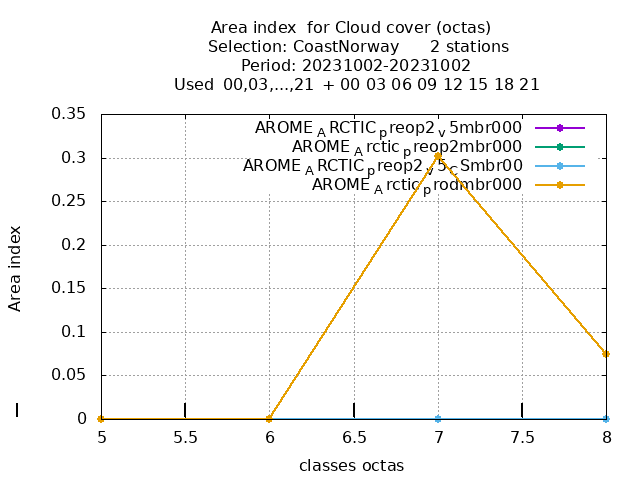 Area index  for Cloud cover (octas)
Selection: CoastNorway      2 stations
Period: 20231002-20231002
Used  00,03,...,21  + 00 03 06 09 12 15 18 21
AROME_ARCTIC_preop2_v5mbr000
AROME_Arctic_preop2mbr000
AROME_ARCTIC_preop2_v5_CSmbr00
AROME_Arctic_prodmbr000
0.35
0.3
0.25
0.2
0.15
0.1
0.05
0
Area index
5 5.5 6 6.5 7 7.5 8
classes octas